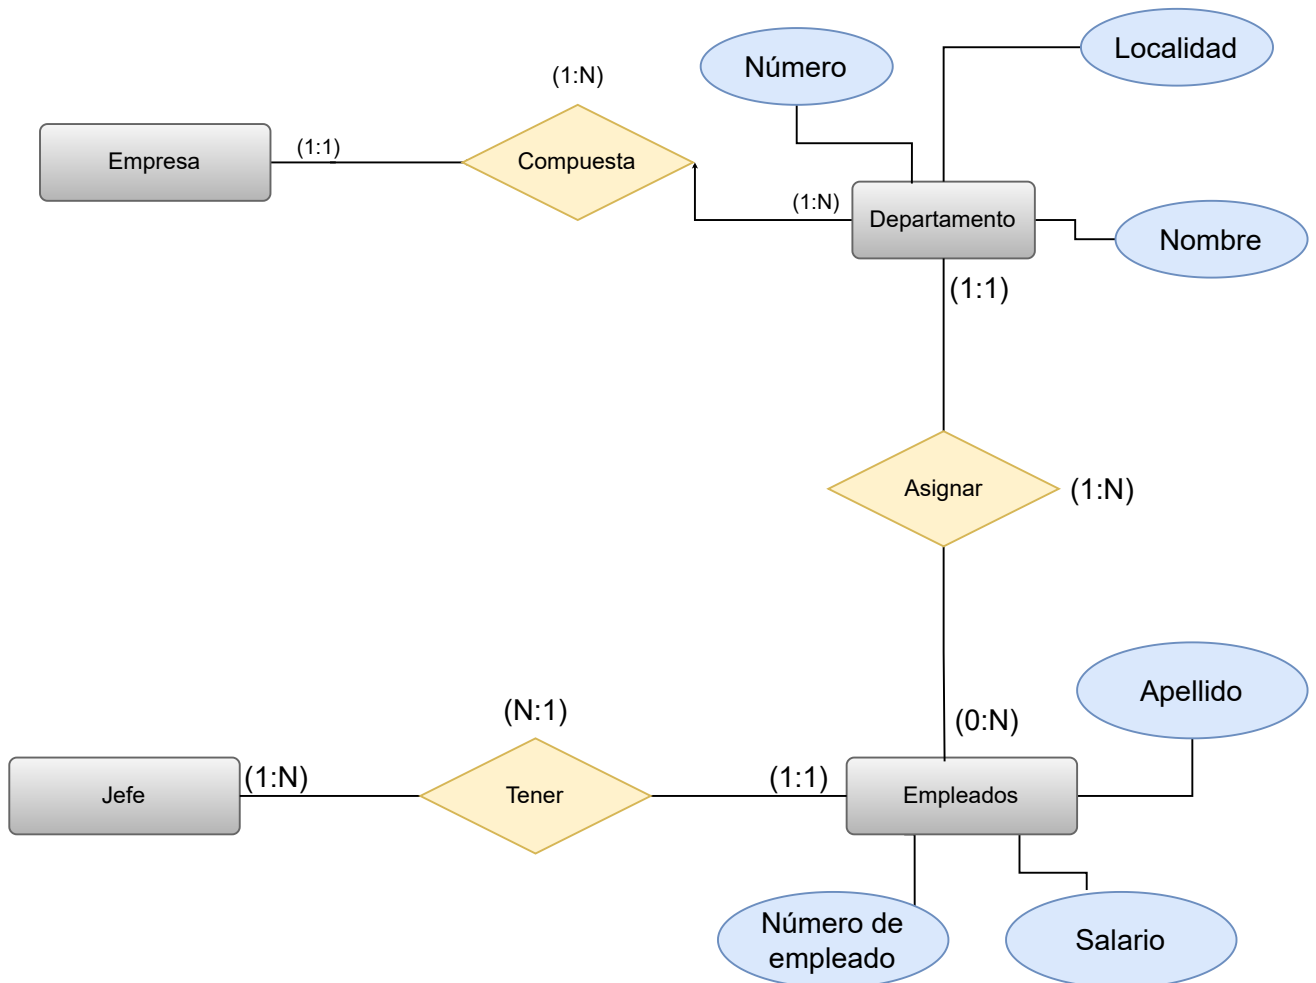 Localidad
Número
(1:N)
(1:1)
Empresa
Compuesta
(1:N)
Departamento
Nombre
(1:1)
Asignar
(1:N)
Apellido
(N:1)
(0:N)
(1:N)
(1:1)
Jefe
Tener
Empleados
Número de
empleado
Salario